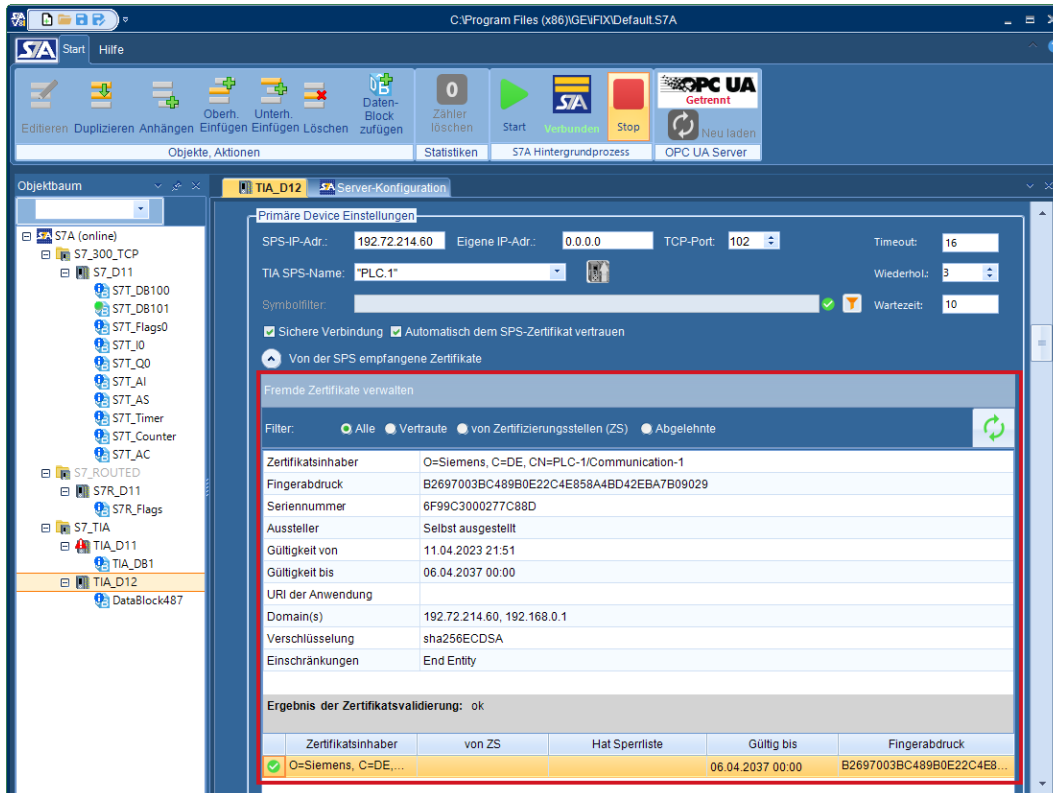 C:\Program Files (x86)\GE\iFIX\Default.S7A
S7A Start Hilfe
Editieren Duplizieren Anhängen Oberh. Einfügen Unterh. Einfügen Löschen Daten-Block zufügen
Objekte, Aktionen
0 Zähler löschen
Statistiken
Start S7A Verbunden Stop
S7A Hintergrundprozess
OPC UA
Getrennt
Neu laden
OPC UA Server
Objektbaum
S7A (online)
S7_300_TCP
S7_D11
S7T_DB100
S7T_DB101
S7T_Flags0
S7T_I0
S7T_Q0
S7T_AI
S7T_AS
S7T_Timer
S7T_Counter
S7T_AC
S7_ROUTED
S7R_D11
S7R_Flags
S7_TIA
TIA_D11
TIA_DB1
TIA_D12
DataBlock487
TIA_D12 S7A Server-Konfiguration
Primäre Device Einstellungen
SPS-IP-Adr.: 192.72.214.60 Eigene IP-Adr.: 0.0.0.0 TCP-Port: 102 Timeout: 16
TIA SPS-Name: "PLC.1" Wiederhol.: 3
Symbolfilter: Wartezeit: 10
Sichere Verbindung Automatisch dem SPS-Zertifikat vertrauen
Von der SPS empfangene Zertifikate
Fremde Zertifikate verwalten
Filter: Alle Vertraute von Zertifizierungsstellen (ZS) Abgelehnte
Zertifikatsinhaber O=Siemens, C=DE, CN=PLC-1/Communication-1
Fingerabdruck B2697003BC489B0E22C4E858A4BD42EBA7B09029
Seriennummer 6F99C3000277C88D
Aussteller Selbst ausgestellt
Gültigkeit von 11.04.2023 21:51
Gültigkeit bis 06.04.2037 00:00
URI der Anwendung
Domain(s) 192.72.214.60, 192.168.0.1
Verschlüsselung sha256ECDSA
Einschränkungen End Entity
Ergebnis der Zertifikatsvalidierung: ok
Zertifikatsinhaber von ZS Hat Sperrliste Gültig bis Fingerabdruck
O=Siemens, C=DE,... 06.04.2037 00:00 B2697003BC489B0E22C4E8...